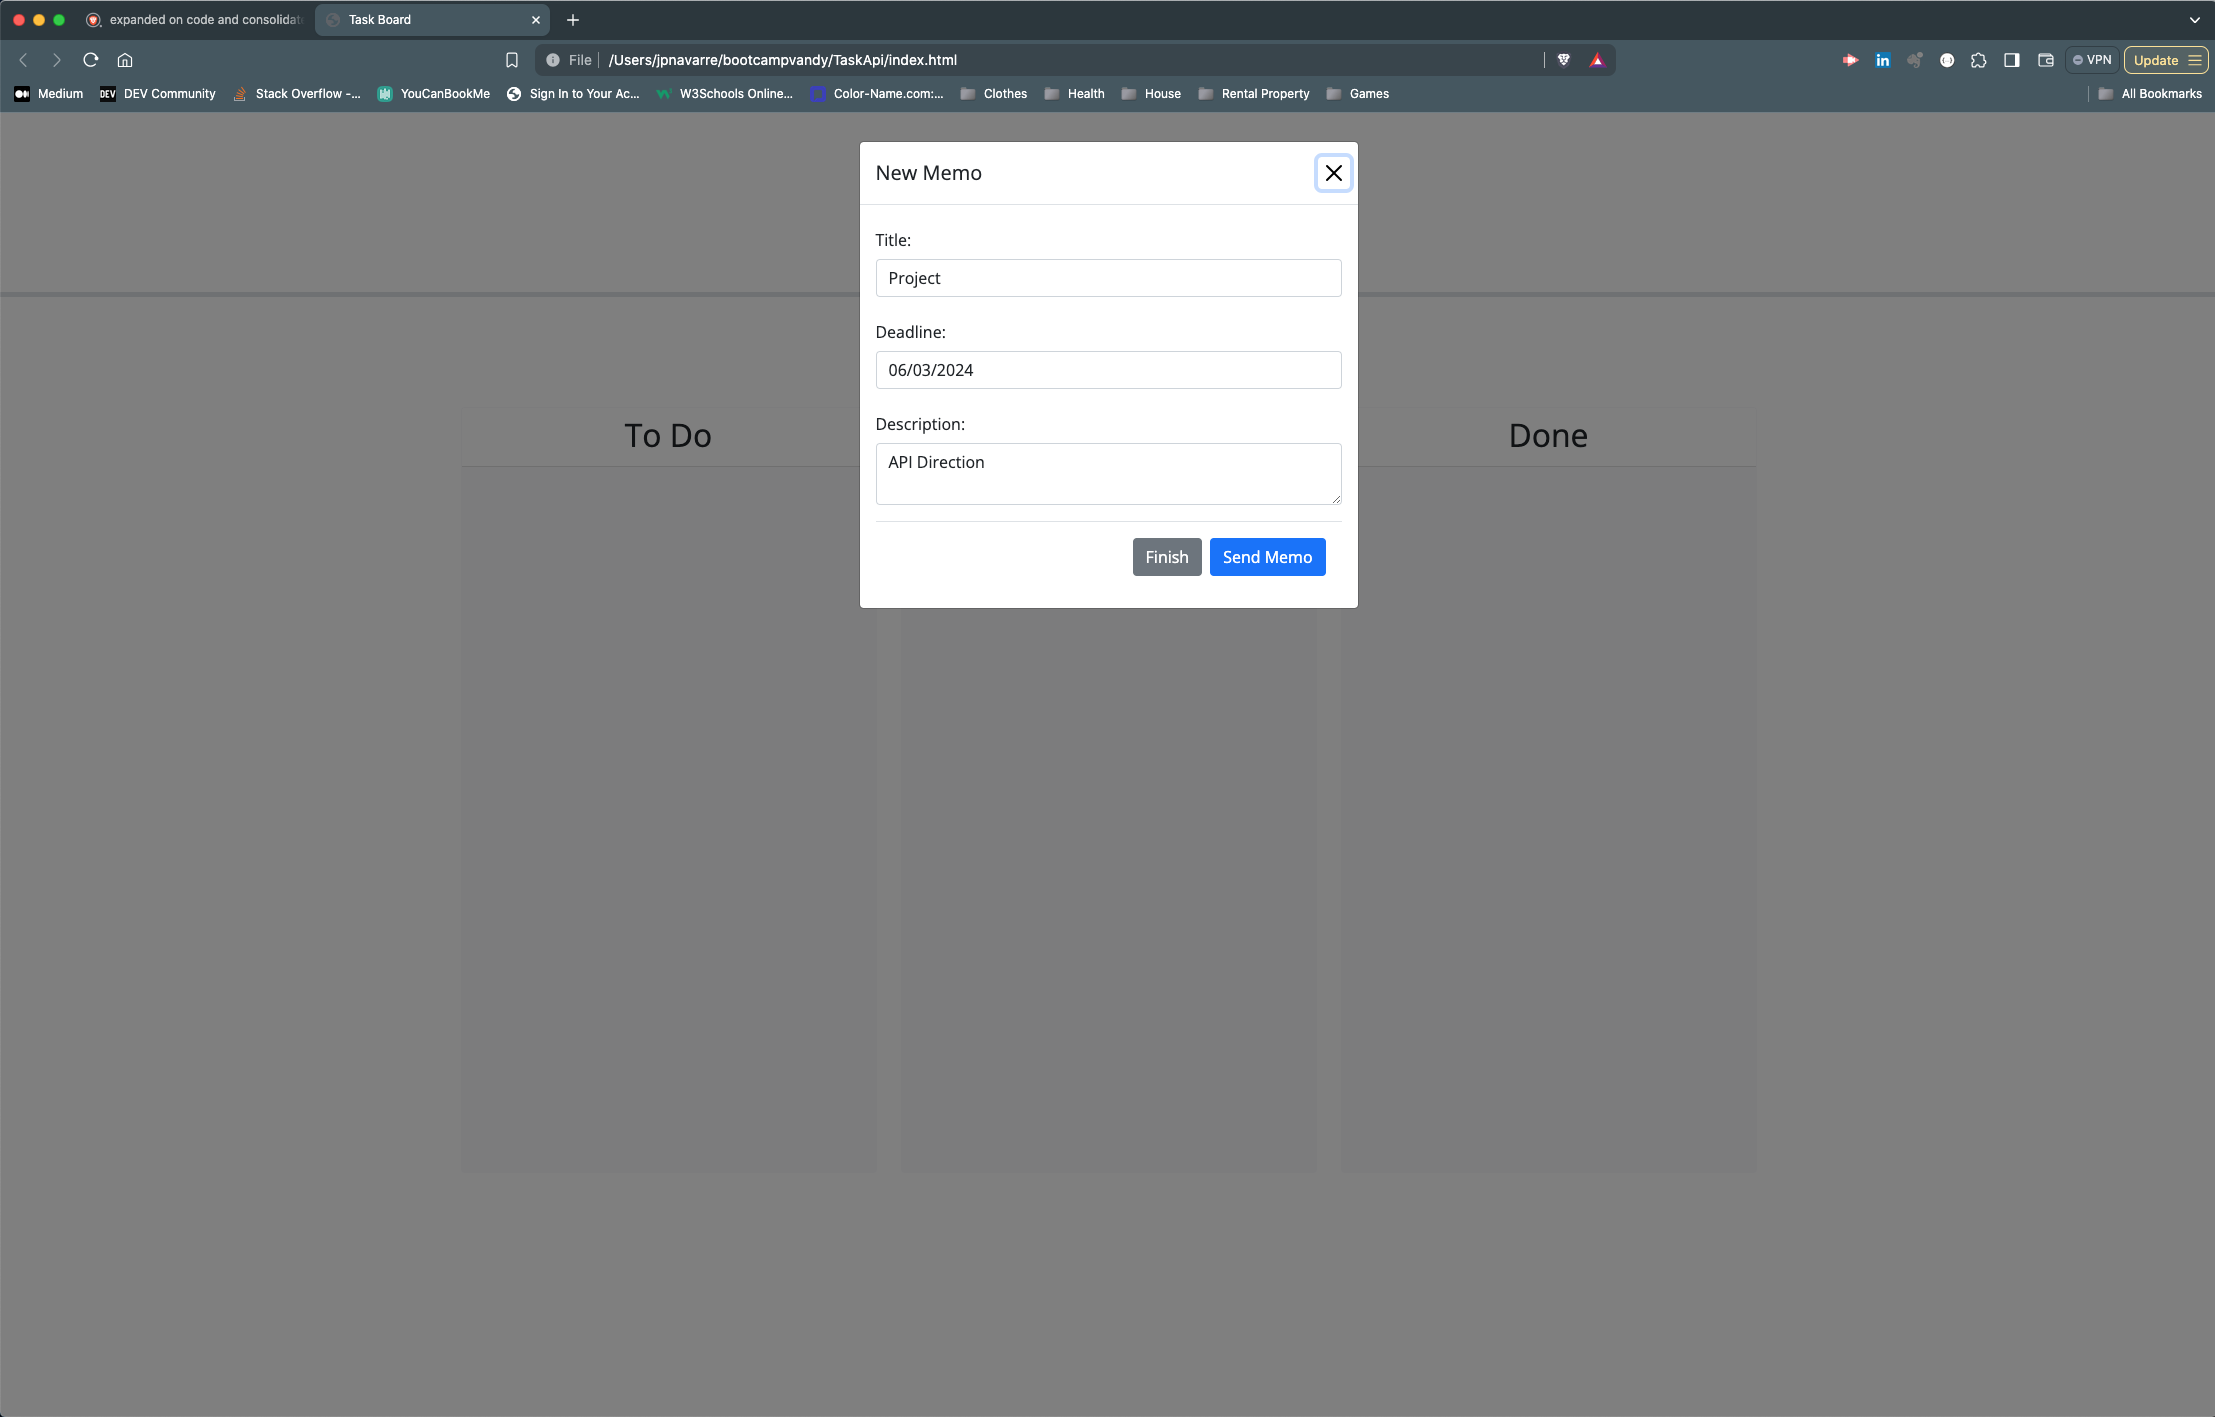 expanded on code and consolidat
Task Board
File
/Users/jpnavarre/bootcampvandy/TaskApi/index.html
VPN
Update
Medium
DEV
DEV Community
Stack Overflow -...
YouCanBookMe
Sign In to Your Ac...
W3Schools Online...
Color-Name.com:...
Clothes
Health
House
Rental Property
Games
All Bookmarks
New Memo
Title:
Project
Deadline:
06/03/2024
Description:
API Direction
Finish
Send Memo
To Do
Done